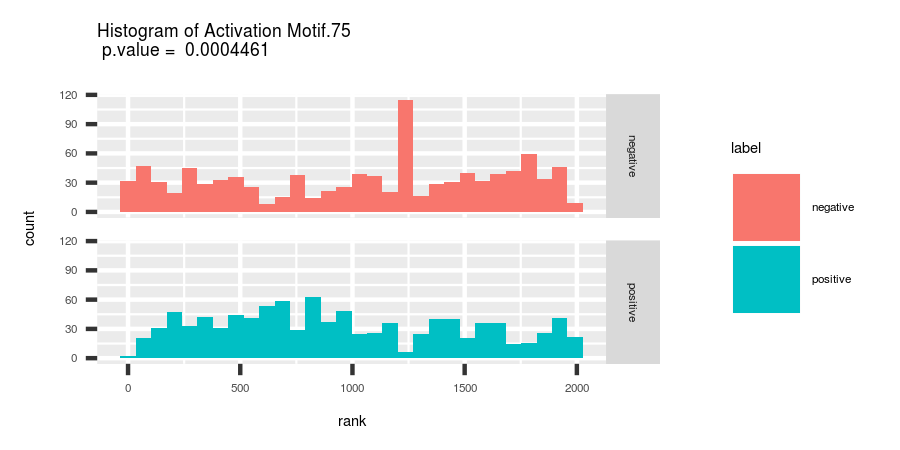 Histogram of Activation Motif.75
p.value = 0.0004461
count
120
90
60
30
0
negative
120
90
60
30
0
positive
0
500
1000
1500
2000
rank
label
negative
positive